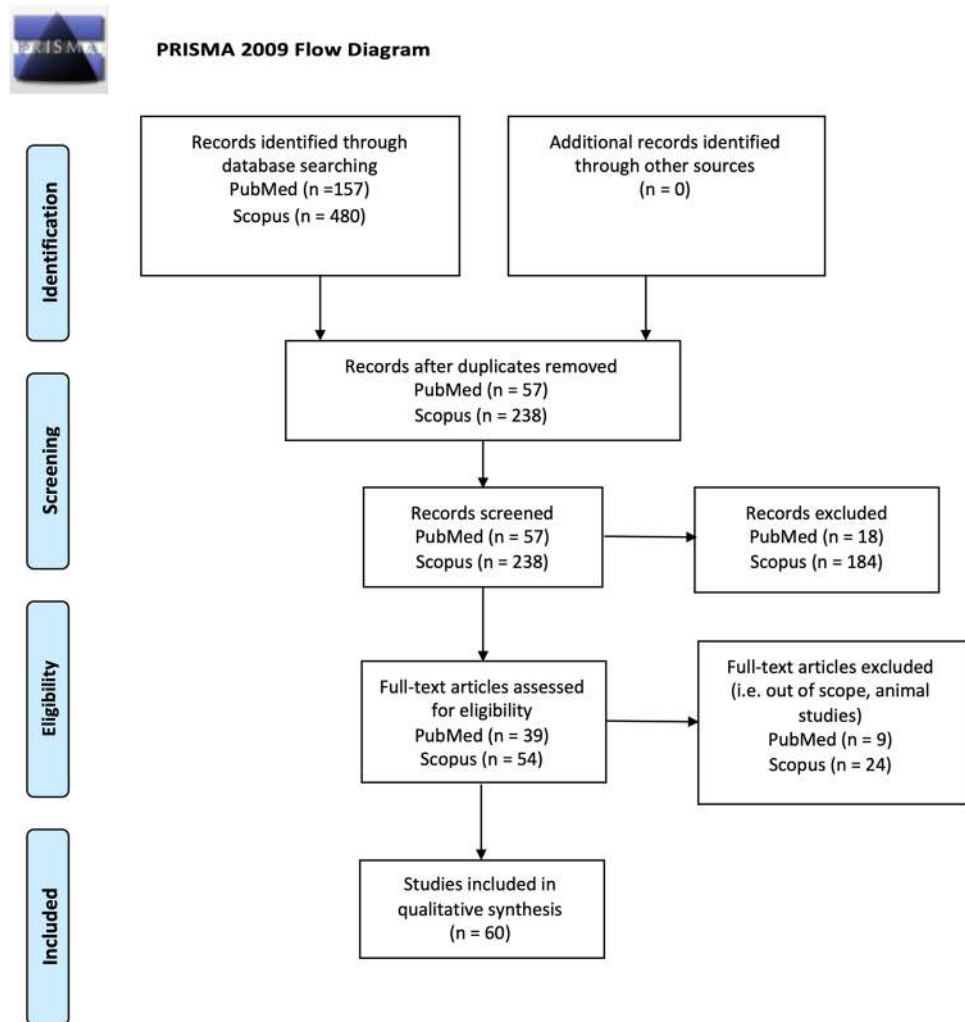 PRISMA
PRISMA 2009 Flow Diagram
Identification
Records identified through
database searching
PubMed (n =157)
Scopus (n = 480)
Additional records identified
through other sources
(n = 0)
Records after duplicates removed
PubMed (n = 57)
Scopus (n = 238)
Screening
Records screened
PubMed (n = 57)
Scopus (n = 238)
Records excluded
PubMed (n = 18)
Scopus (n = 184)
Eligibility
Full-text articles assessed
for eligibility
PubMed (n = 39)
Scopus (n = 54)
Full-text articles excluded
(i.e. out of scope, animal
studies)
PubMed (n = 9)
Scopus (n = 24)
Included
Studies included in
qualitative synthesis
(n = 60)